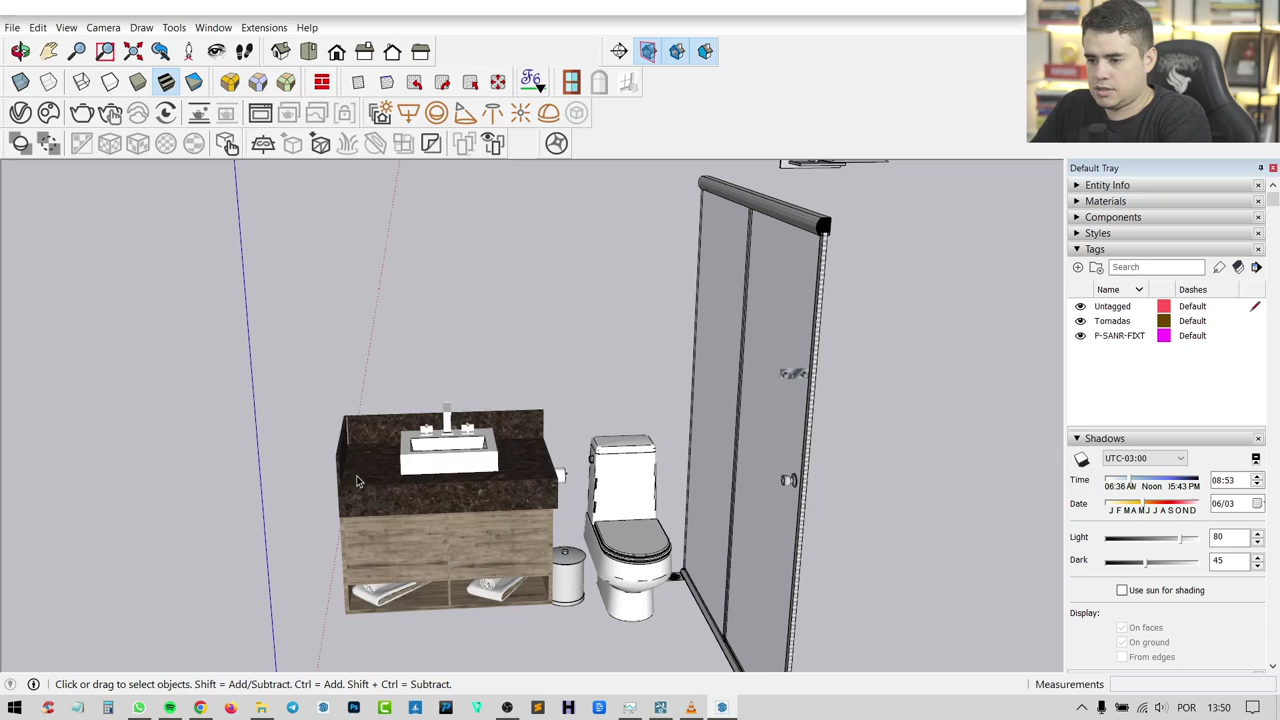 File Edit View Camera Draw Tools Window Extensions Help
Default Tray
Entity Info
Materials
Components
Styles
Tags
Search
Name Dashes
Untagged Default
Tomadas Default
P-SANR-FIXT Default
Shadows
UTC-03:00
Time 08:53
06:36 AM Noon 05:43 PM
Date 06/03
J F M A M J J A S O N D
Light 80
Dark 45
Use sun for shading
Display:
On faces
On ground
From edges
Click or drag to select objects. Shift = Add/Subtract. Ctrl = Add. Shift + Ctrl = Subtract.
Measurements
POR 13:50